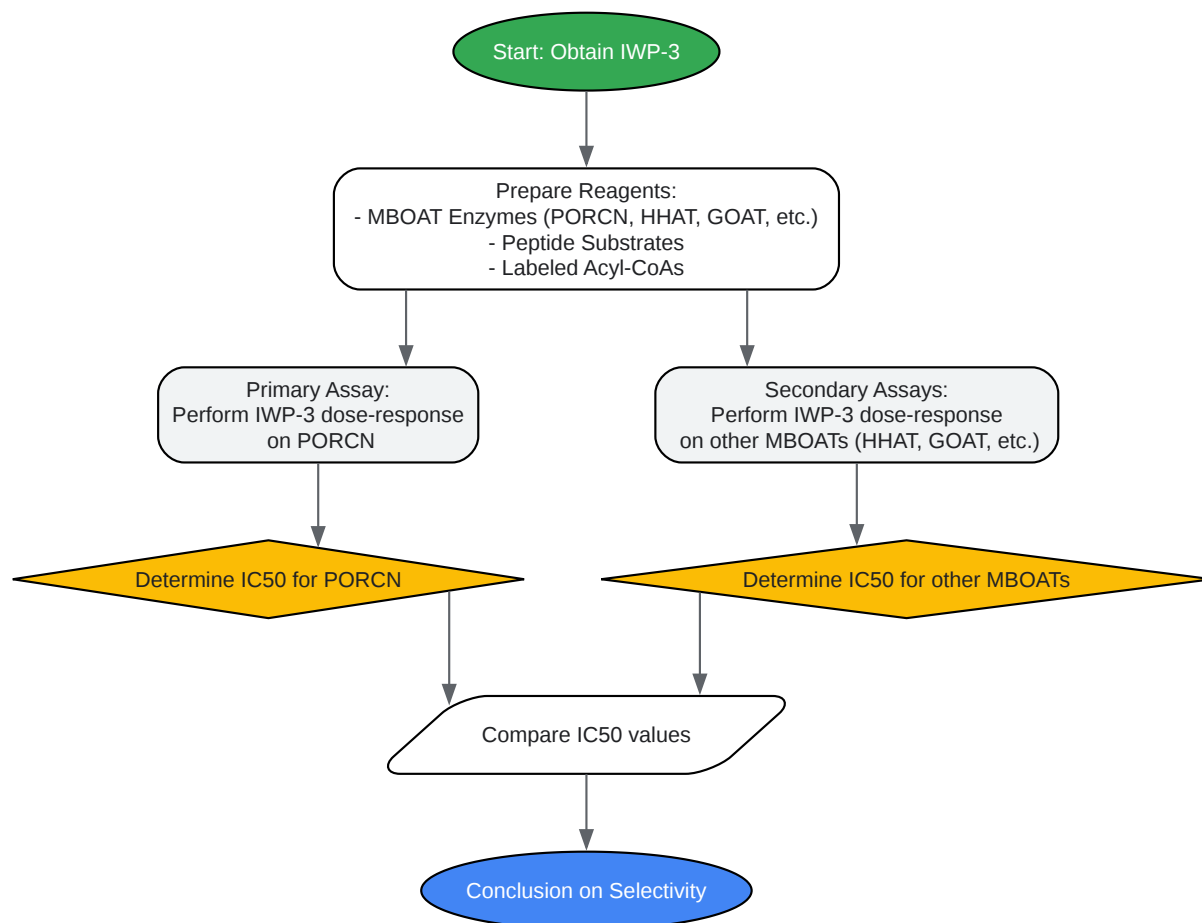 Start: Obtain IWP-3
Prepare Reagents:
- MBOAT Enzymes (PORCN, HHAT, GOAT, etc.)
- Peptide Substrates
- Labeled Acyl-CoAs
Primary Assay:
Perform IWP-3 dose-response
on PORCN
Secondary Assays:
Perform IWP-3 dose-response
on other MBOATs (HHAT, GOAT, etc.)
Determine IC50 for PORCN
Determine IC50 for other MBOATs
Compare IC50 values
Conclusion on Selectivity